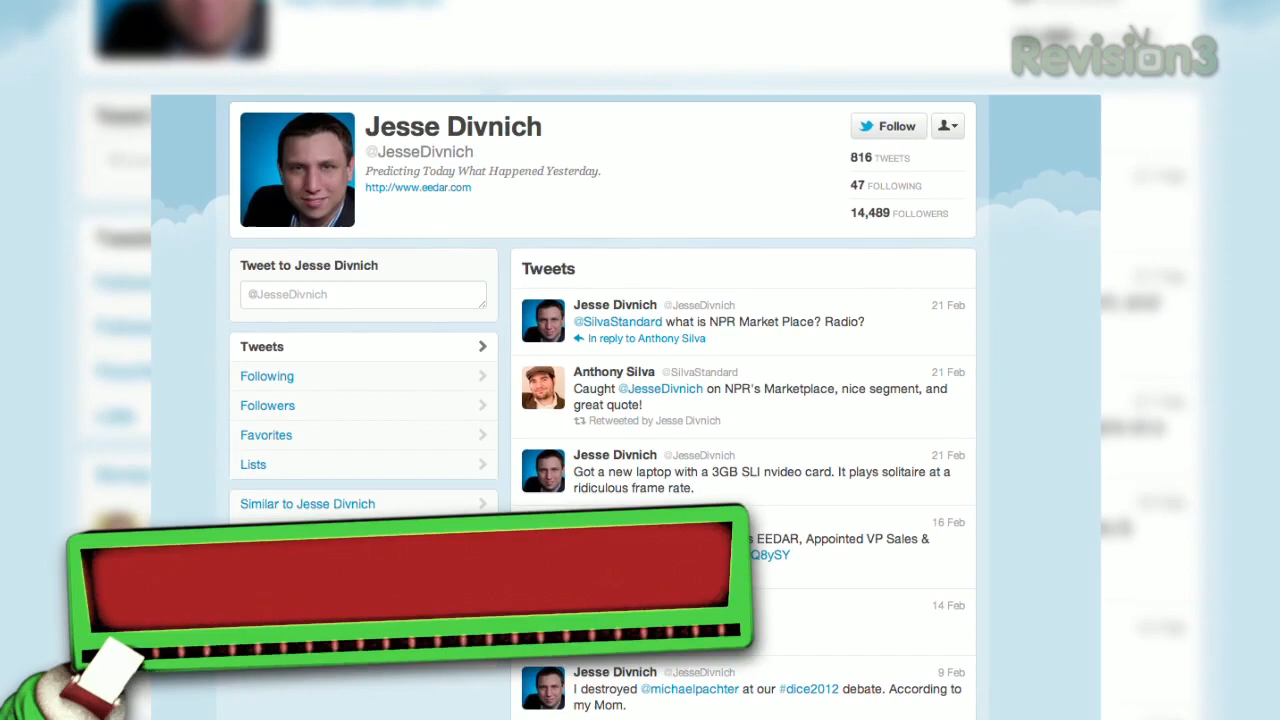 Revision3
Jesse Divnich
@JesseDivnich
Predicting Today What Happened Yesterday.
http://www.eedar.com
Follow
816 TWEETS
47 FOLLOWING
14,489 FOLLOWERS
Tweet to Jesse Divnich
@JesseDivnich
Tweets
Following
Followers
Favorites
Lists
Similar to Jesse Divnich
Tweets
Jesse Divnich @JesseDivnich 21 Feb
@SilvaStandard what is NPR Market Place? Radio?
In reply to Anthony Silva
Anthony Silva @SilvaStandard 21 Feb
Caught @JesseDivnich on NPR's Marketplace, nice segment, and
great quote!
Retweeted by Jesse Divnich
Jesse Divnich @JesseDivnich 21 Feb
Got a new laptop with a 3GB SLI nvideo card. It plays solitaire at a
ridiculous frame rate.
16 Feb
EEDAR, Appointed VP Sales &
Q8ySY
14 Feb
Jesse Divnich @JesseDivnich 9 Feb
I destroyed @michaelpachter at our #dice2012 debate. According to
my Mom.